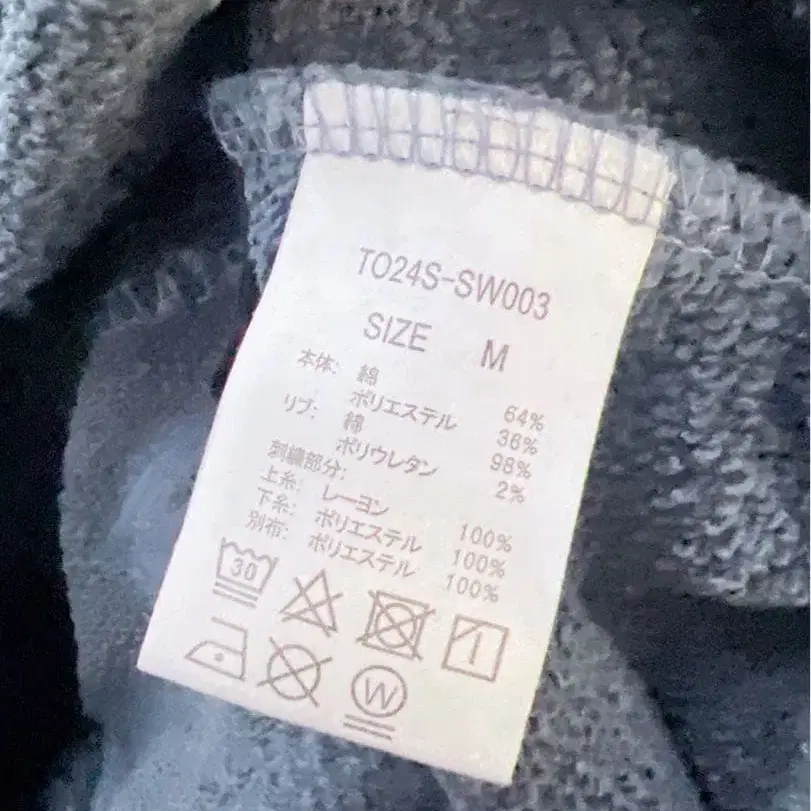 TO24S-SW003
SIZE M
本体: 綿 64%
ポリエステル 36%
リブ: 綿 98%
ポリウレタン 2%
刺繍部分:
上糸: レーヨン 100%
下糸: ポリエステル 100%
別布: ポリエステル 100%
30
W